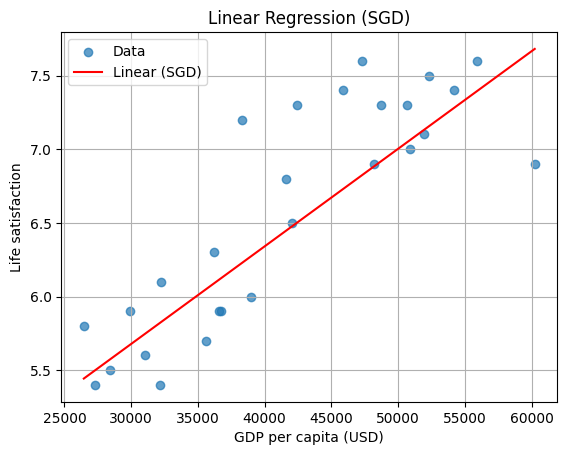 Linear Regression (SGD)
Data
Linear (SGD)
Life satisfaction
7.5
7.0
6.5
6.0
5.5
25000 30000 35000 40000 45000 50000 55000 60000
GDP per capita (USD)